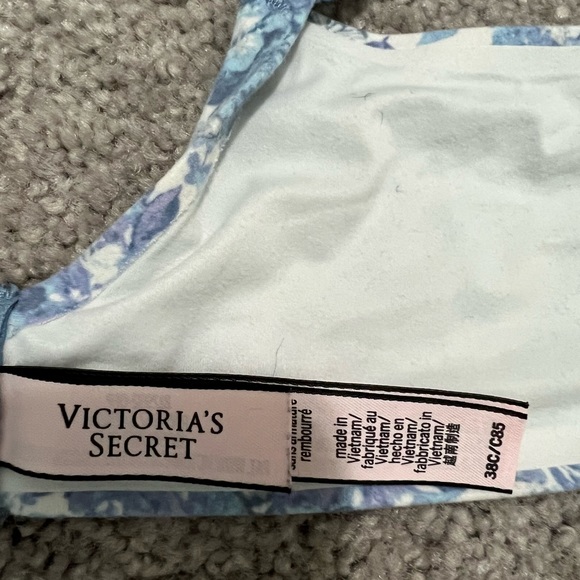 VICTORIA'S
SECRET
rembourré
made in
Vietnam/
fabriqué au
Vietnam/
hecho en
Vietnam/
fabbricato in
Vietnam/
越南制造
38C/C85